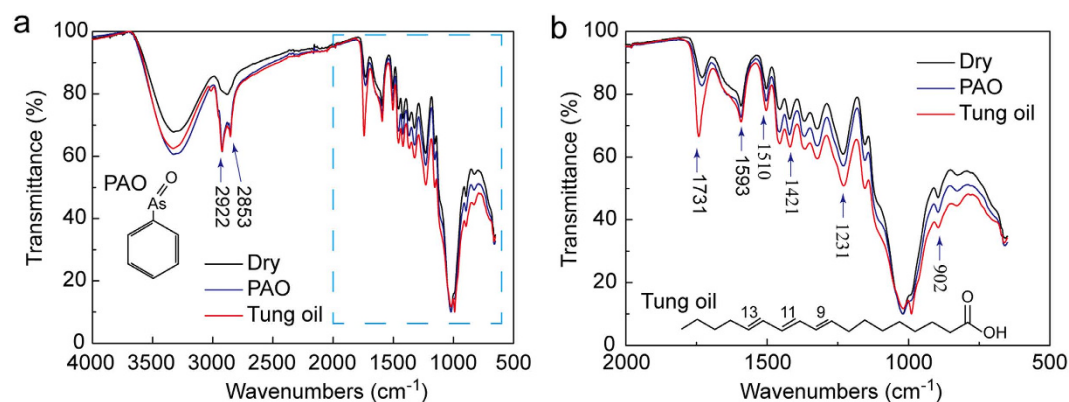 a
Transmittance (%)
100
80
60
40
20
0
4000 3500 3000 2500 2000 1500 1000 500
Wavenumbers (cm⁻¹)
PAO
O
As
2922
2853
Dry
PAO
Tung oil
b
Transmittance (%)
100
80
60
40
20
0
2000 1500 1000 500
Wavenumbers (cm⁻¹)
Dry
PAO
Tung oil
1731
1593
1510
1421
1231
902
Tung oil
13 11 9
O
OH